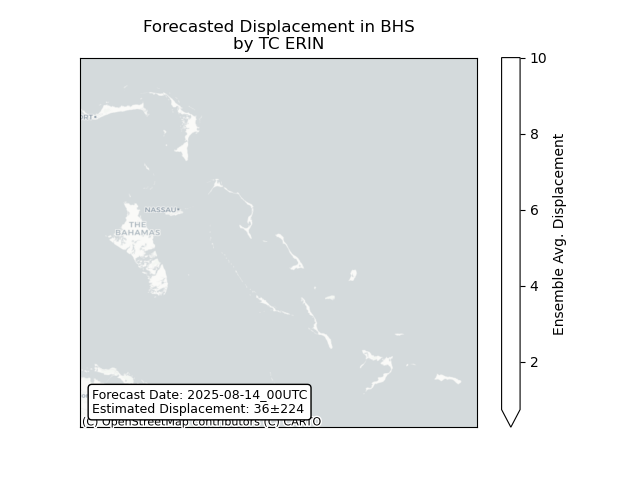 Forecasted Displacement in BHS
by TC ERIN
RT
NASSAU
THE
BAHAMAS
Forecast Date: 2025-08-14_00UTC
Estimated Displacement: 36±224
(C) OpenStreetMap contributors (C) CARTO
10
8
6
4
2
Ensemble Avg. Displacement